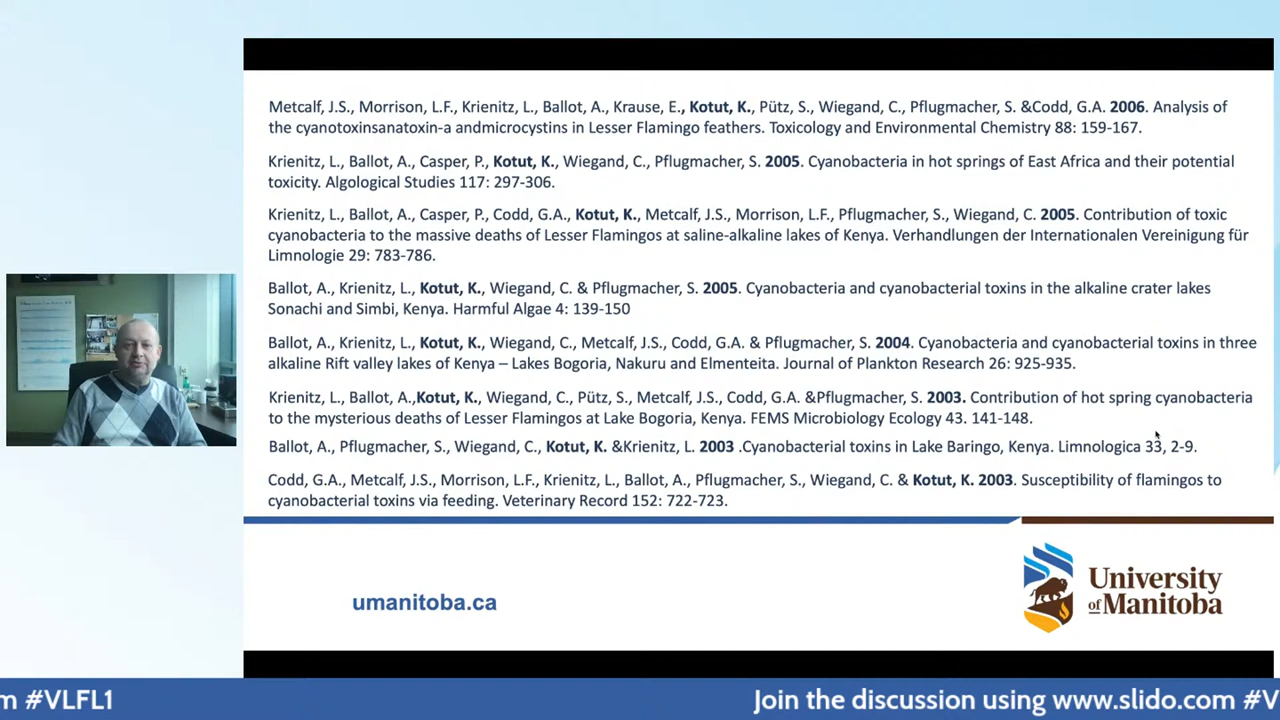 Metcalf, J.S., Morrison, L.F., Krienitz, L., Ballot, A., Krause, E., Kotut, K., Pütz, S., Wiegand, C., Pflugmacher, S. &Codd, G.A. 2006. Analysis of
the cyanotoxinsanatoxin-a andmicrocystins in Lesser Flamingo feathers. Toxicology and Environmental Chemistry 88: 159-167.
Krienitz, L., Ballot, A., Casper, P., Kotut, K., Wiegand, C., Pflugmacher, S. 2005. Cyanobacteria in hot springs of East Africa and their potential
toxicity. Algological Studies 117: 297-306.
Krienitz, L., Ballot, A., Casper, P., Codd, G.A., Kotut, K., Metcalf, J.S., Morrison, L.F., Pflugmacher, S., Wiegand, C. 2005. Contribution of toxic
cyanobacteria to the massive deaths of Lesser Flamingos at saline-alkaline lakes of Kenya. Verhandlungen der Internationalen Vereinigung für
Limnologie 29: 783-786.
Ballot, A., Krienitz, L., Kotut, K., Wiegand, C. & Pflugmacher, S. 2005. Cyanobacteria and cyanobacterial toxins in the alkaline crater lakes
Sonachi and Simbi, Kenya. Harmful Algae 4: 139-150
Ballot, A., Krienitz, L., Kotut, K., Wiegand, C., Metcalf, J.S., Codd, G.A. & Pflugmacher, S. 2004. Cyanobacteria and cyanobacterial toxins in three
alkaline Rift valley lakes of Kenya – Lakes Bogoria, Nakuru and Elmenteita. Journal of Plankton Research 26: 925-935.
Krienitz, L., Ballot, A.,Kotut, K., Wiegand, C., Pütz, S., Metcalf, J.S., Codd, G.A. &Pflugmacher, S. 2003. Contribution of hot spring cyanobacteria
to the mysterious deaths of Lesser Flamingos at Lake Bogoria, Kenya. FEMS Microbiology Ecology 43. 141-148.
Ballot, A., Pflugmacher, S., Wiegand, C., Kotut, K. &Krienitz, L. 2003 .Cyanobacterial toxins in Lake Baringo, Kenya. Limnologica 33, 2-9.
Codd, G.A., Metcalf, J.S., Morrison, L.F., Krienitz, L., Ballot, A., Pflugmacher, S., Wiegand, C. & Kotut, K. 2003. Susceptibility of flamingos to
cyanobacterial toxins via feeding. Veterinary Record 152: 722-723.
umanitoba.ca
University
of Manitoba
m #VLFL1
Join the discussion using www.slido.com #V